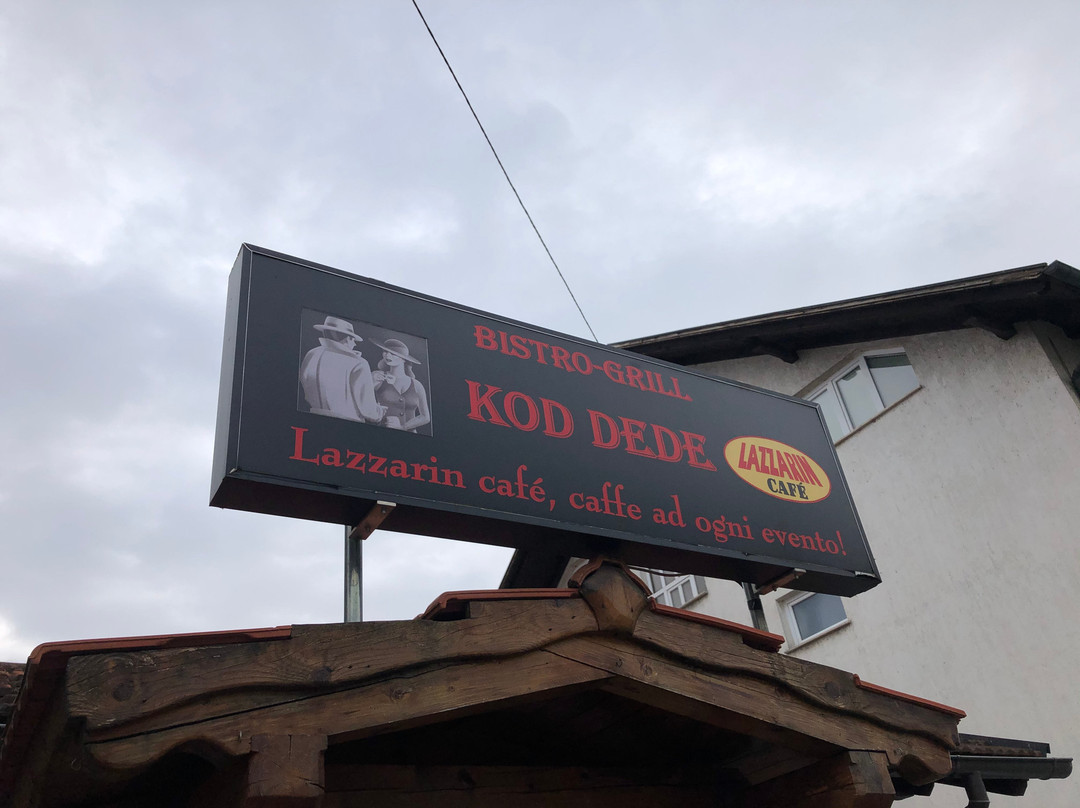 BISTRO-GRILL
KOD DEDE
LAZZARIN
CAFÉ
Lazzarin café, caffe ad ogni evento!